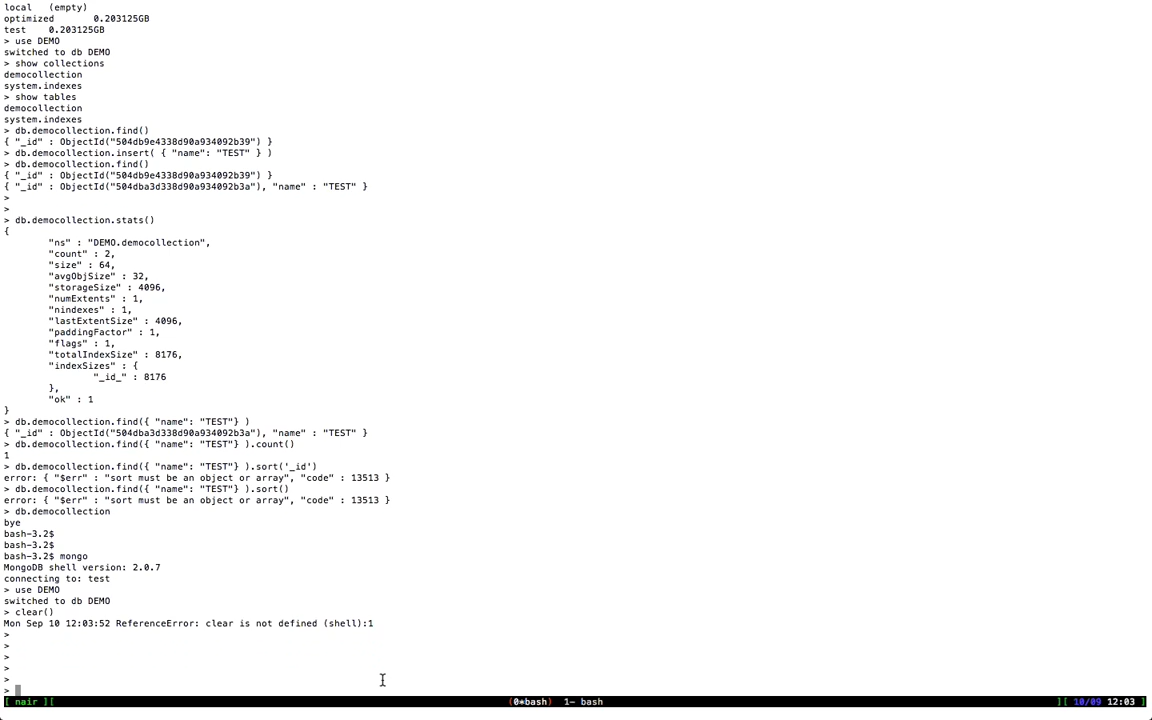 local   (empty)
optimized       0.203125GB
test    0.203125GB
> use DEMO
switched to db DEMO
> show collections
democollection
system.indexes
> show tables
democollection
system.indexes
> db.democollection.find()
{ "_id" : ObjectId("504db9e4338d90a934092b39") }
> db.democollection.insert( { "name": "TEST" } )
> db.democollection.find()
{ "_id" : ObjectId("504db9e4338d90a934092b39") }
{ "_id" : ObjectId("504dba3d338d90a934092b3a"), "name" : "TEST" }
>
>
> db.democollection.stats()
{
        "ns" : "DEMO.democollection",
        "count" : 2,
        "size" : 64,
        "avgObjSize" : 32,
        "storageSize" : 4096,
        "numExtents" : 1,
        "nindexes" : 1,
        "lastExtentSize" : 4096,
        "paddingFactor" : 1,
        "flags" : 1,
        "totalIndexSize" : 8176,
        "indexSizes" : {
                "_id_" : 8176
        },
        "ok" : 1
}
> db.democollection.find({ "name": "TEST"} )
{ "_id" : ObjectId("504dba3d338d90a934092b3a"), "name" : "TEST" }
> db.democollection.find({ "name": "TEST"} ).count()
1
> db.democollection.find({ "name": "TEST"} ).sort('_id')
error: { "$err" : "sort must be an object or array", "code" : 13513 }
> db.democollection.find({ "name": "TEST"} ).sort()
error: { "$err" : "sort must be an object or array", "code" : 13513 }
> db.democollection
bye
bash-3.2$
bash-3.2$
bash-3.2$ mongo
MongoDB shell version: 2.0.7
connecting to: test
> use DEMO
switched to db DEMO
> clear()
Mon Sep 10 12:03:52 ReferenceError: clear is not defined (shell):1
>
>
>
>
>
>
[ nair ][ (0*bash)  1- bash ][ 10/09 12:03 ]